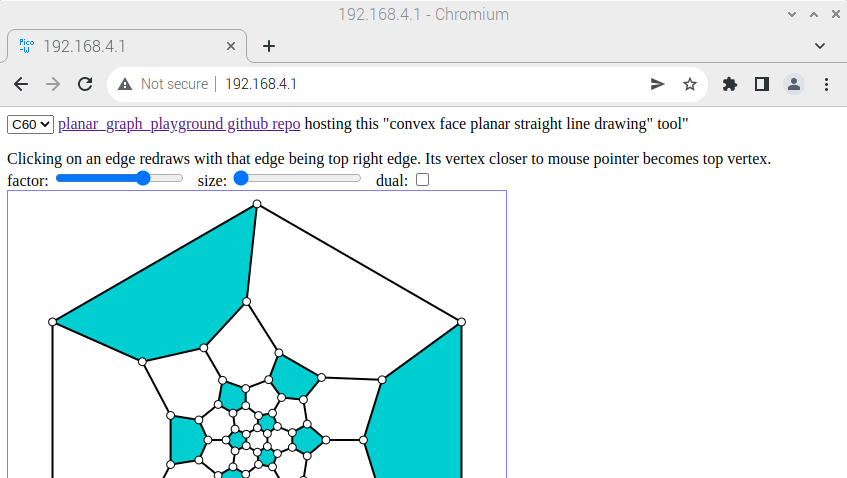 192.168.4.1 - Chromium
Pico-W 192.168.4.1
Not secure 192.168.4.1
C60 planar_graph_playground github repo hosting this "convex face planar straight line drawing" tool"
Clicking on an edge redraws with that edge being top right edge. Its vertex closer to mouse pointer becomes top vertex.
factor: size: dual: